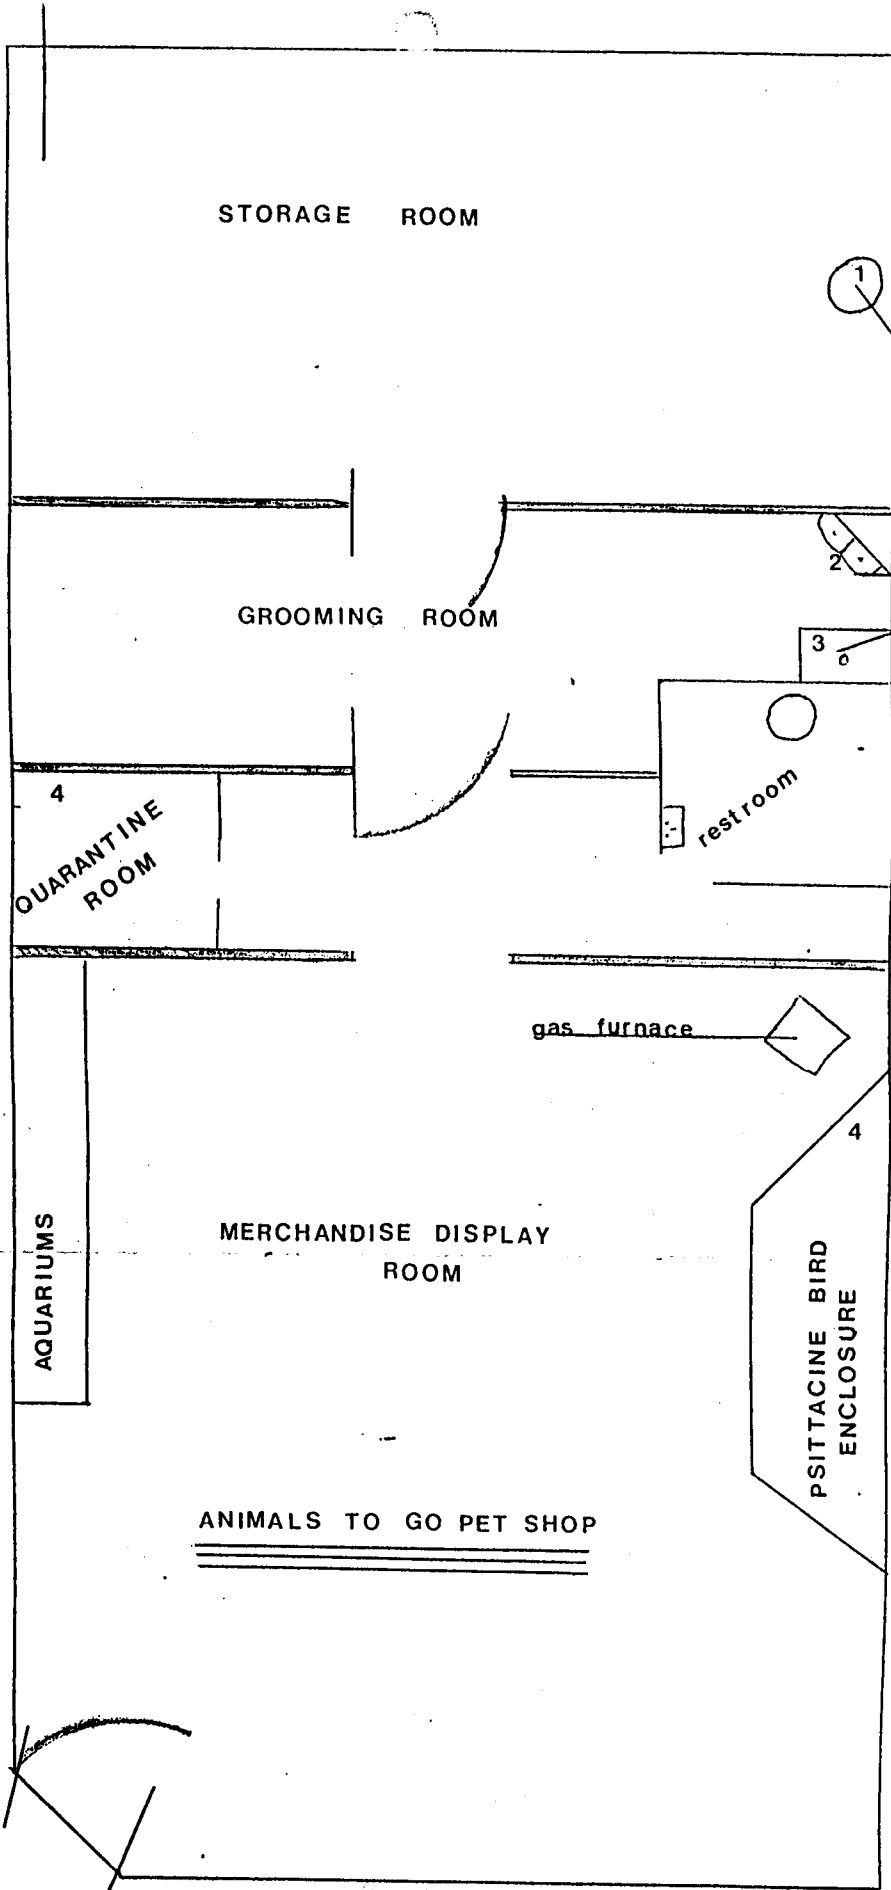 STORAGE ROOM
1
2
GROOMING ROOM
3
4
QUARANTINE
ROOM
restroom
gas furnace
4
AQUARIUMS
MERCHANDISE DISPLAY
ROOM
PSITTACINE BIRD
ENCLOSURE
ANIMALS TO GO PET SHOP